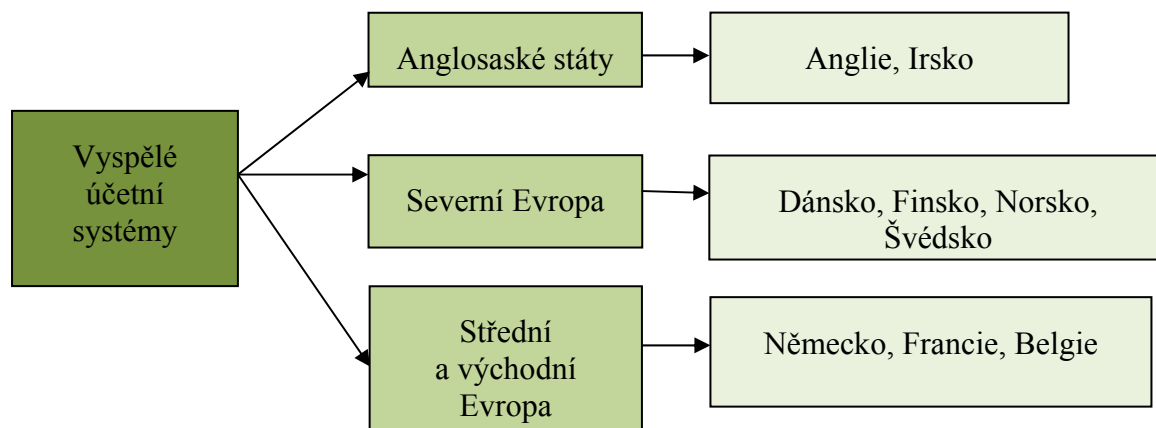 Vyspělé
účetní
systémy
Anglosaské státy
Anglie, Irsko
Severní Evropa
Dánsko, Finsko, Norsko,
Švédsko
Střední
a východní
Evropa
Německo, Francie, Belgie